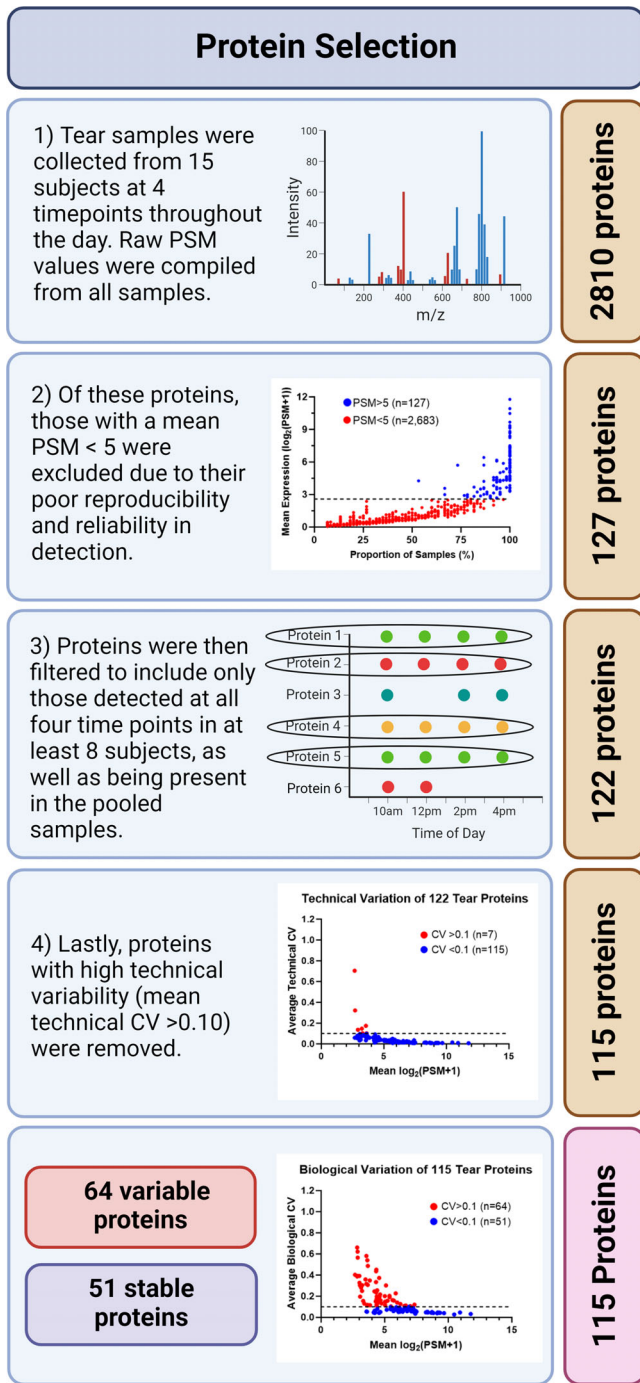 Protein Selection
1) Tear samples were
collected from 15
subjects at 4
timepoints throughout
the day. Raw PSM
values were compiled
from all samples.
100
80
60
40
20
0
Intensity
200 400 600 800 1000
m/z
2810 proteins
2) Of these proteins,
those with a mean
PSM < 5 were
excluded due to their
poor reproducibility
and reliability in
detection.
Mean Expression (log2(PSM+1))
12
9
6
3
0
PSM>5 (n=127)
PSM<5 (n=2,683)
0 25 50 75 100
Proportion of Samples (%)
127 proteins
3) Proteins were then
filtered to include only
those detected at all
four time points in at
least 8 subjects, as
well as being present
in the pooled
samples.
Protein 1
Protein 2
Protein 3
Protein 4
Protein 5
Protein 6
10am 12pm 2pm 4pm
Time of Day
122 proteins
4) Lastly, proteins
with high technical
variability (mean
technical CV >0.10)
were removed.
Technical Variation of 122 Tear Proteins
Average Technical CV
1.2
1.0
0.8
0.6
0.4
0.2
0.0
CV >0.1 (n=7)
CV <0.1 (n=115)
0 5 10 15
Mean log2(PSM+1)
115 proteins
64 variable
proteins
51 stable
proteins
Biological Variation of 115 Tear Proteins
Average Biological CV
1.2
1.0
0.8
0.6
0.4
0.2
0.0
CV>0.1 (n=64)
CV<0.1 (n=51)
0 5 10 15
Mean log2(PSM+1)
115 Proteins